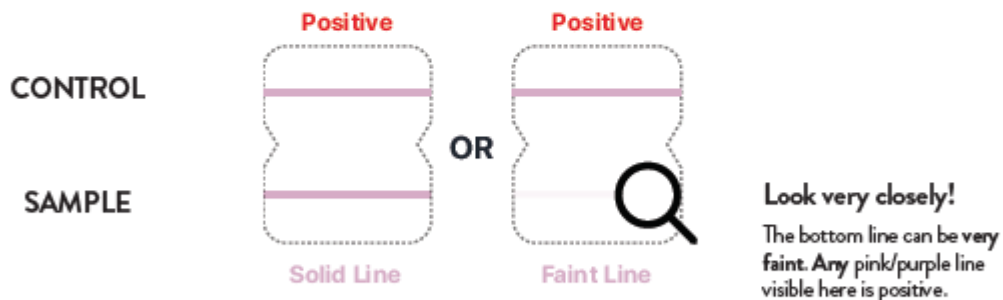 Positive
Positive
CONTROL
OR
SAMPLE
Look very closely!
The bottom line can be very
faint. Any pink/purple line
visible here is positive.
Solid Line
Faint Line